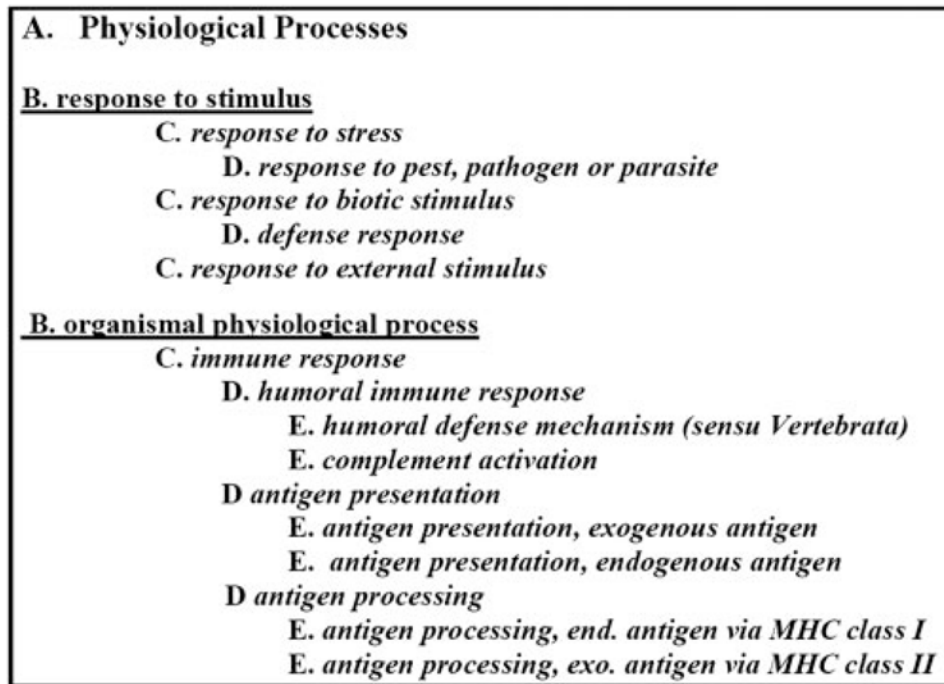 A. Physiological Processes
B. response to stimulus
C. response to stress
D. response to pest, pathogen or parasite
C. response to biotic stimulus
D. defense response
C. response to external stimulus
B. organismal physiological process
C. immune response
D. humoral immune response
E. humoral defense mechanism (sensu Vertebrata)
E. complement activation
D antigen presentation
E. antigen presentation, exogenous antigen
E. antigen presentation, endogenous antigen
D antigen processing
E. antigen processing, end. antigen via MHC class I
E. antigen processing, exo. antigen via MHC class II